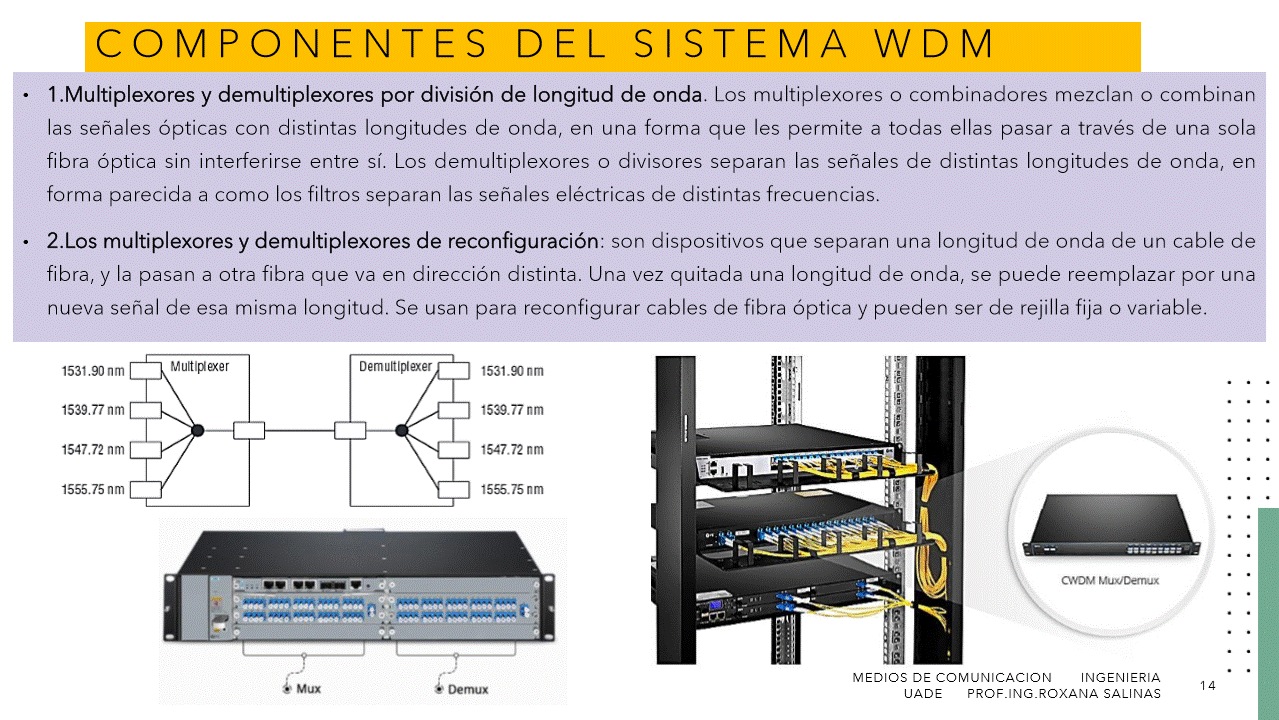 COMPONENTES DEL SISTEMA WDM
• 1.Multiplexores y demultiplexores por división de longitud de onda. Los multiplexores o combinadores mezclan o combinan
las señales ópticas con distintas longitudes de onda, en una forma que les permite a todas ellas pasar a través de una sola
fibra óptica sin interferirse entre sí. Los demultiplexores o divisores separan las señales de distintas longitudes de onda, en
forma parecida a como los filtros separan las señales eléctricas de distintas frecuencias.
• 2.Los multiplexores y demultiplexores de reconfiguración: son dispositivos que separan una longitud de onda de un cable de
fibra, y la pasan a otra fibra que va en dirección distinta. Una vez quitada una longitud de onda, se puede reemplazar por una
nueva señal de esa misma longitud. Se usan para reconfigurar cables de fibra óptica y pueden ser de rejilla fija o variable.
Multiplexer
1531.90 nm
1539.77 nm
1547.72 nm
1555.75 nm
Demultiplexer
1531.90 nm
1539.77 nm
1547.72 nm
1555.75 nm
Mux
Demux
CWDM Mux/Demux
MEDIOS DE COMUNICACION INGENIERIA
UADE PROF.ING.ROXANA SALINAS
14